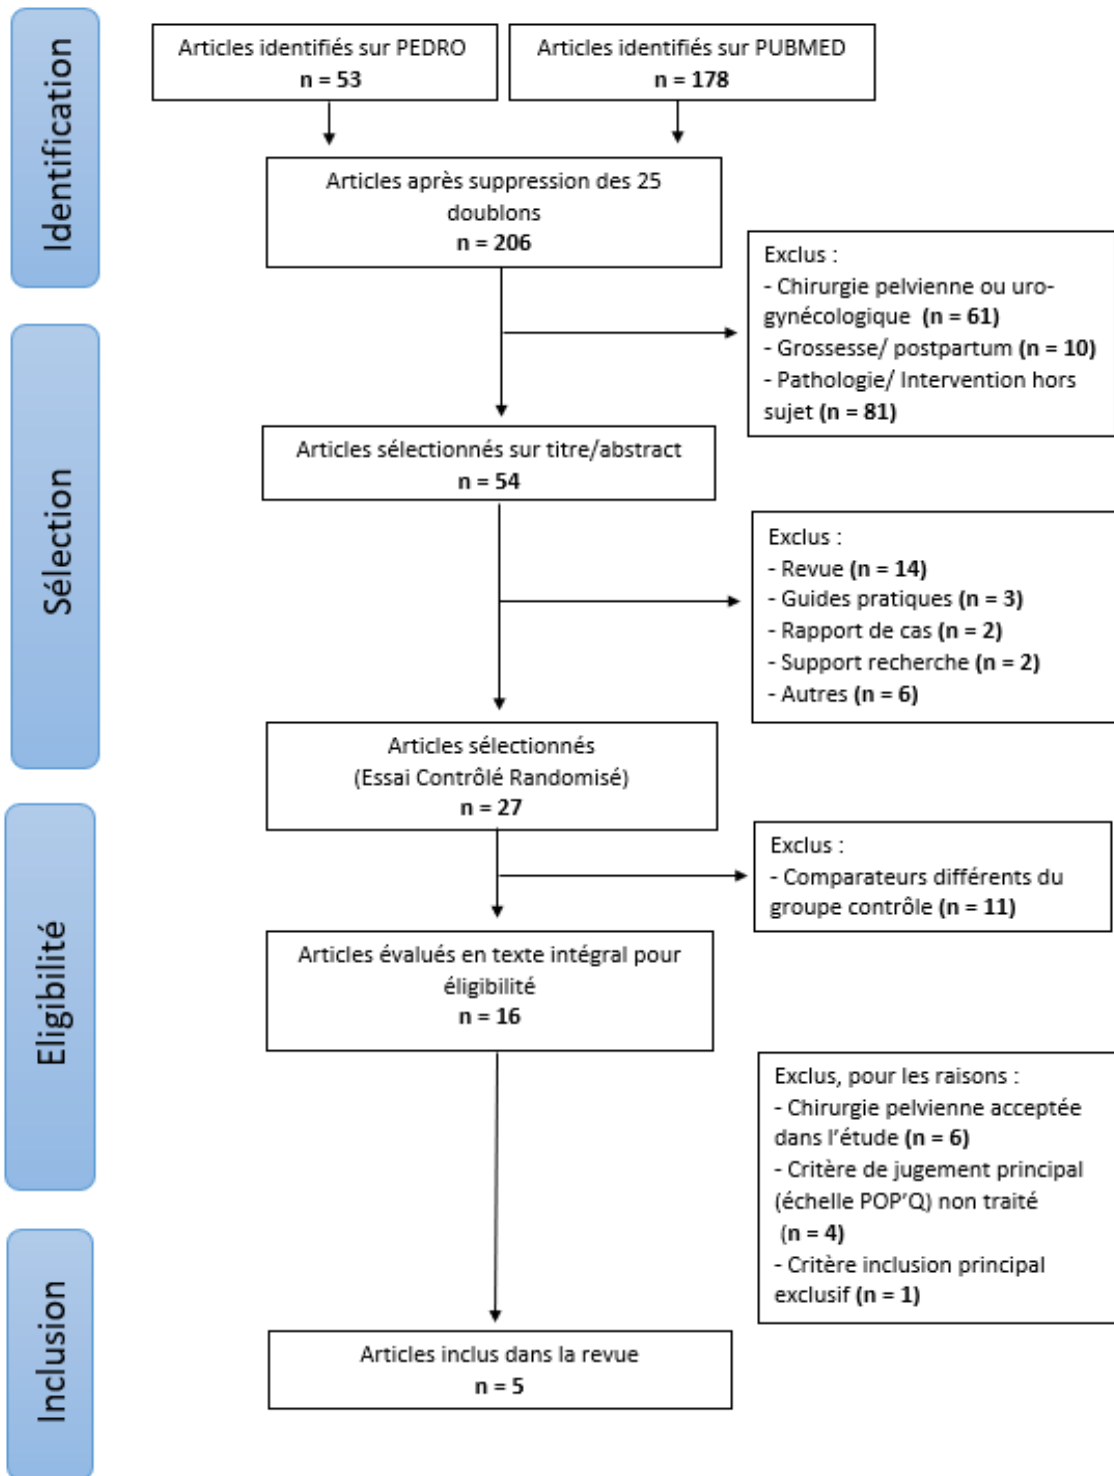 Identification
Articles identifiés sur PEDRO
n = 53
Articles identifiés sur PUBMED
n = 178
Articles après suppression des 25
doublons
n = 206
Exclus :
- Chirurgie pelvienne ou uro-
gynécologique (n = 61)
- Grossesse/ postpartum (n = 10)
- Pathologie/ Intervention hors
sujet (n = 81)
Sélection
Articles sélectionnés sur titre/abstract
n = 54
Exclus :
- Revue (n = 14)
- Guides pratiques (n = 3)
- Rapport de cas (n = 2)
- Support recherche (n = 2)
- Autres (n = 6)
Articles sélectionnés
(Essai Contrôlé Randomisé)
n = 27
Eligibilité
Exclus :
- Comparateurs différents du
groupe contrôle (n = 11)
Articles évalués en texte intégral pour
éligibilité
n = 16
Exclus, pour les raisons :
- Chirurgie pelvienne acceptée
dans l'étude (n = 6)
- Critère de jugement principal
(échelle POP'Q) non traité
(n = 4)
- Critère inclusion principal
exclusif (n = 1)
Inclusion
Articles inclus dans la revue
n = 5